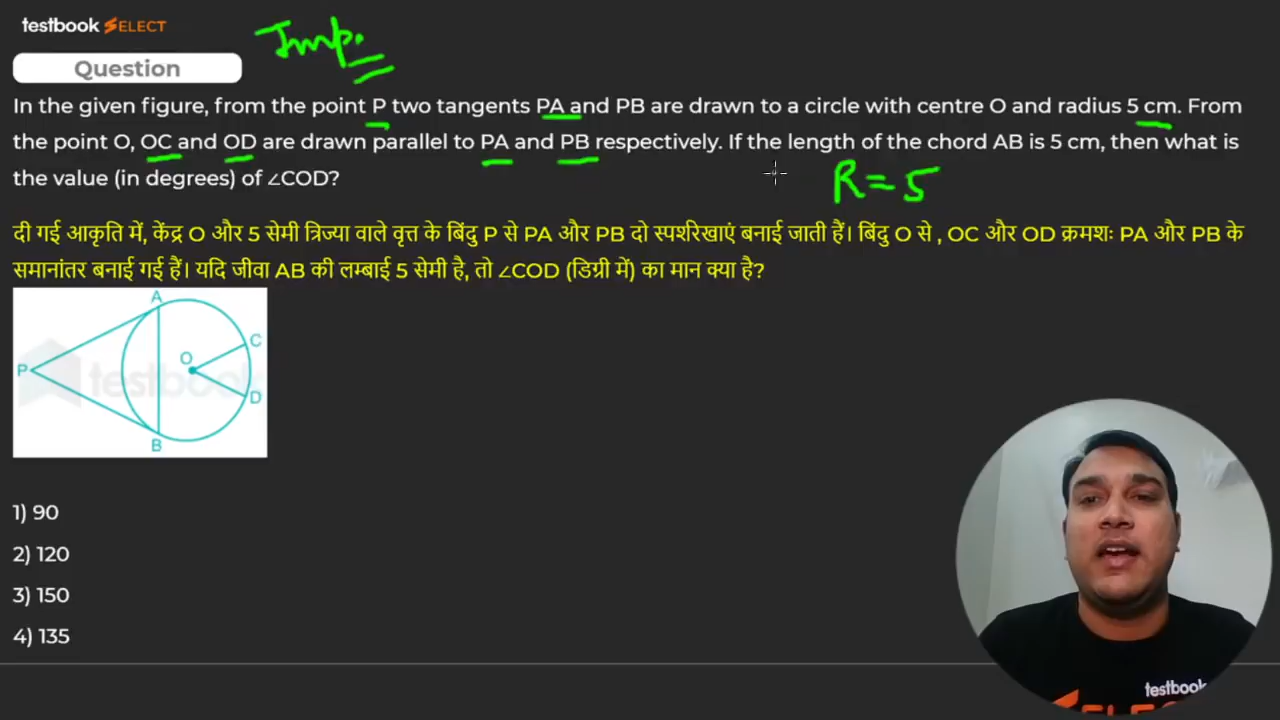 testbook SELECT
Imp.
Question
In the given figure, from the point P two tangents PA and PB are drawn to a circle with centre O and radius 5 cm. From
the point O, OC and OD are drawn parallel to PA and PB respectively. If the length of the chord AB is 5 cm, then what is
the value (in degrees) of ∠COD?
R=5
दी गई आकृति में, केंद्र O और 5 सेमी त्रिज्या वाले वृत्त के बिंदु P से PA और PB दो स्पर्शरेखाएं बनाई जाती हैं। बिंदु O से , OC और OD क्रमशः PA और PB के
समानांतर बनाई गई हैं। यदि जीवा AB की लम्बाई 5 सेमी है, तो ∠COD (डिग्री में) का मान क्या है?
A
C
O
P
testbook
D
B
1) 90
2) 120
3) 150
4) 135
testbook